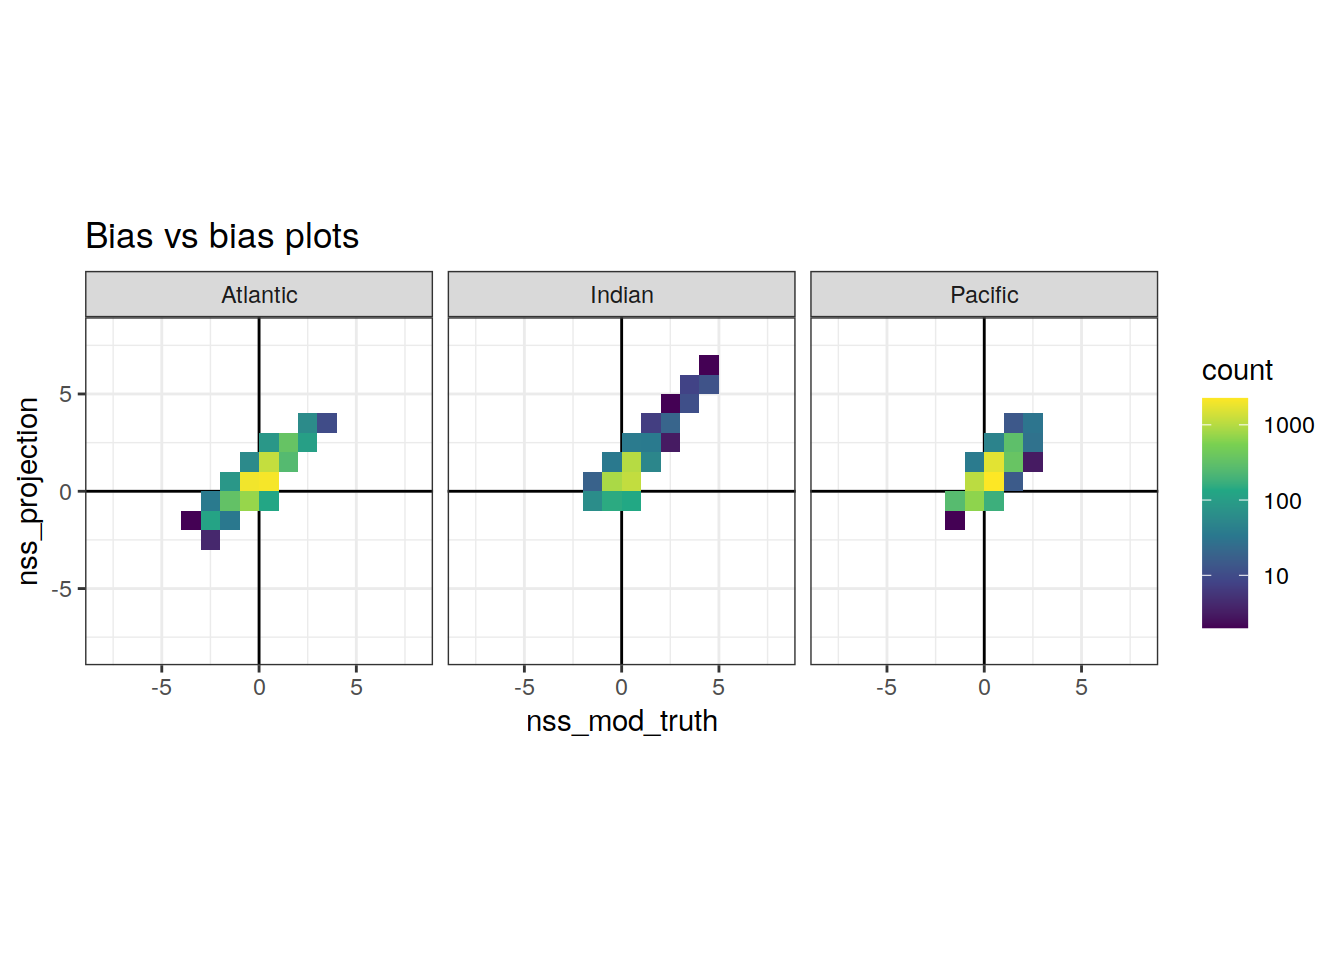 Bias vs bias plots
Atlantic
Indian
Pacific
nss_projection
5
0
-5
-5 0 5
-5 0 5
-5 0 5
nss_mod_truth
count
1000
100
10